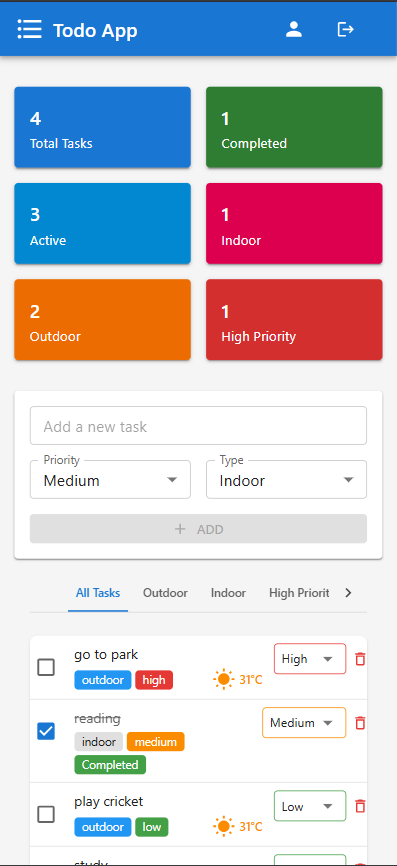 Todo App
4
Total Tasks
1
Completed
3
Active
1
Indoor
2
Outdoor
1
High Priority
Add a new task
Priority
Medium
Type
Indoor
+ ADD
All Tasks Outdoor Indoor High Priorit
go to park
High
outdoor high 31°C
reading
Medium
indoor medium
Completed
play cricket
Low
outdoor low 31°C
study